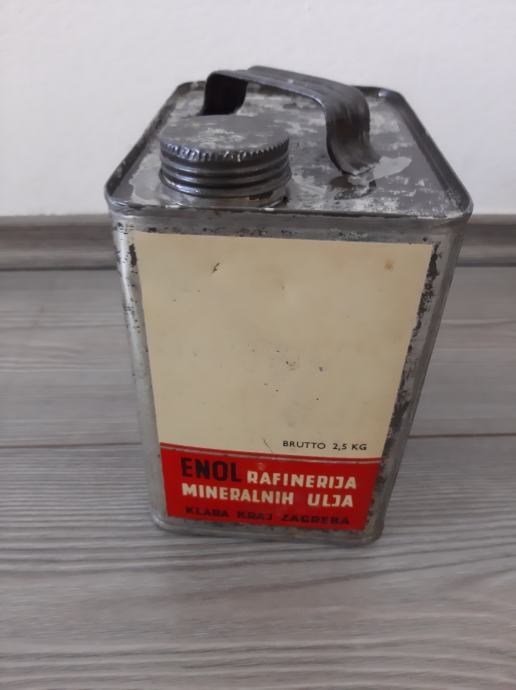 BRUTTO 2,5 KG
ENOL RAFINERIJA
MINERALNIH ULJA
KLARA KRAJ ZAGREBA